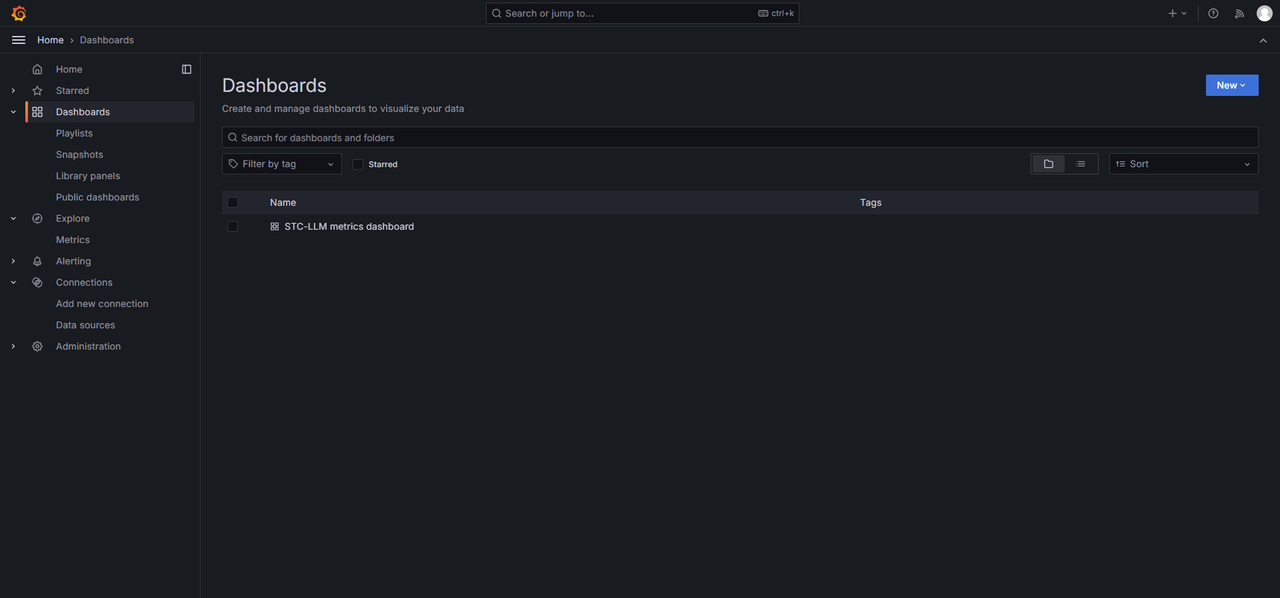 Search or jump to... ctrl+k
Home › Dashboards
Home
Starred
Dashboards
Playlists
Snapshots
Library panels
Public dashboards
Explore
Metrics
Alerting
Connections
Add new connection
Data sources
Administration
Dashboards
New
Create and manage dashboards to visualize your data
Search for dashboards and folders
Filter by tag Starred Sort
Name Tags
STC-LLM metrics dashboard